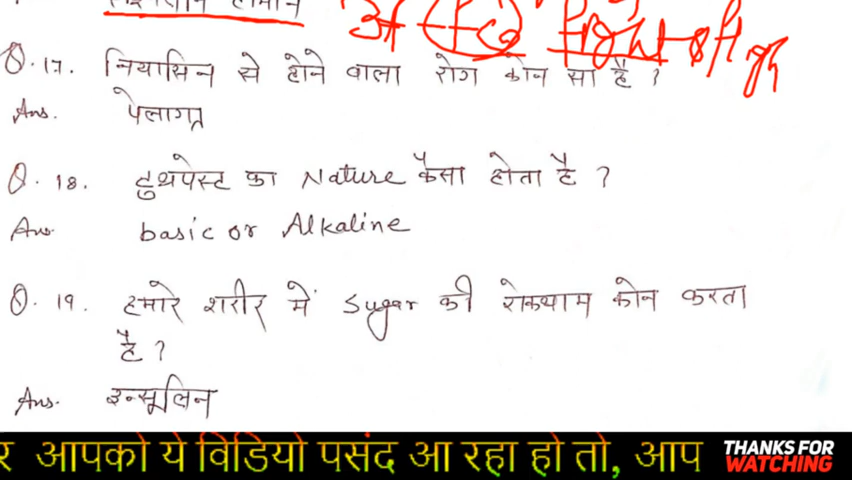 Q. 17. नियासिन से होने वाला रोग कोन सा है ?
Ans. पेलाग्रा
Q. 18. टुथपेस्ट का Nature कैसा होता है ?
Ans. basic or Alkaline
Q. 19. हमारे शरीर में sugar की रोकथाम कोन करता
है ?
Ans. इन्सूलिन
र आपको ये विडियो पसंद आ रहा हो तो, आप
THANKS FOR
WATCHING